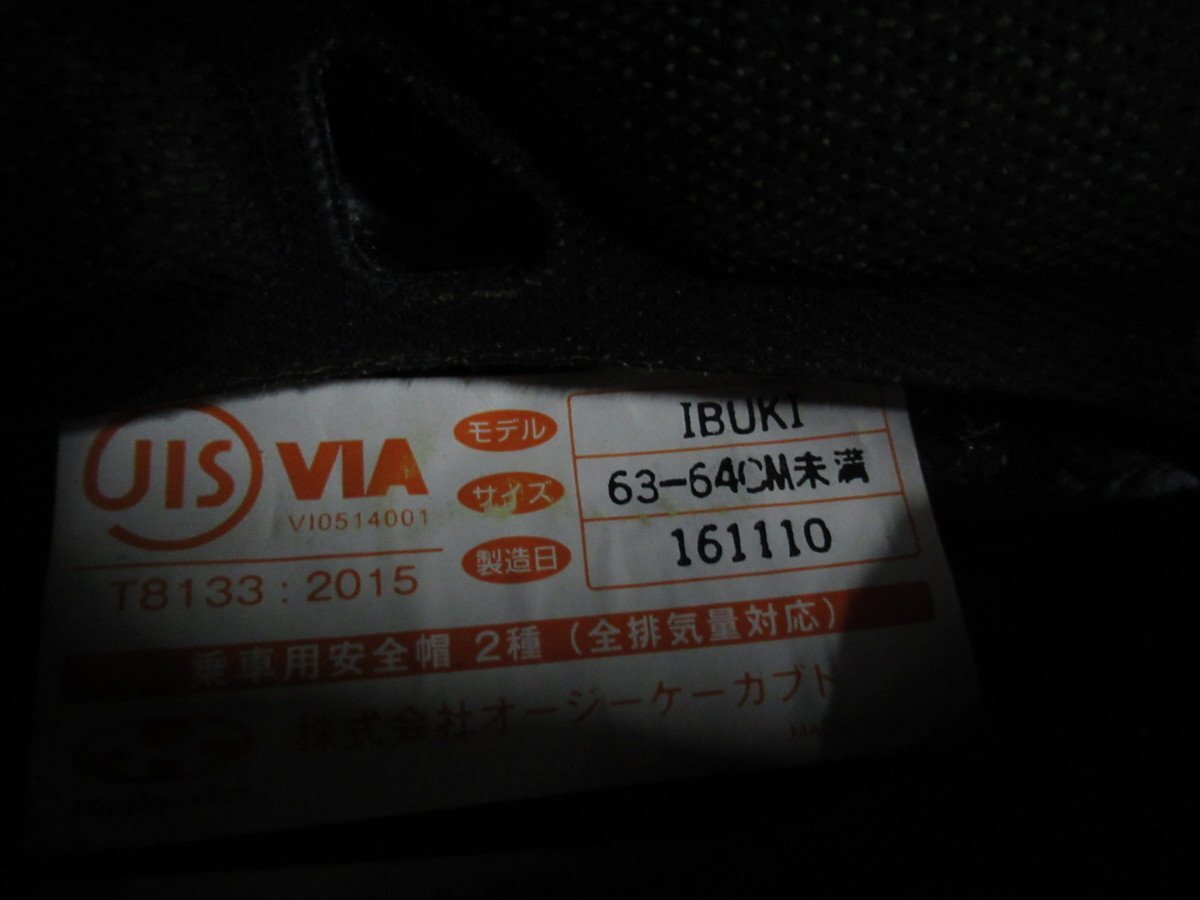 JIS VIA
VI0514001
T8133:2015
モデル IBUKI
サイズ 63-64CM未満
製造日 161110
乗車用安全帽 2種 (全排気量対応)
株式会社オージーケーカブト